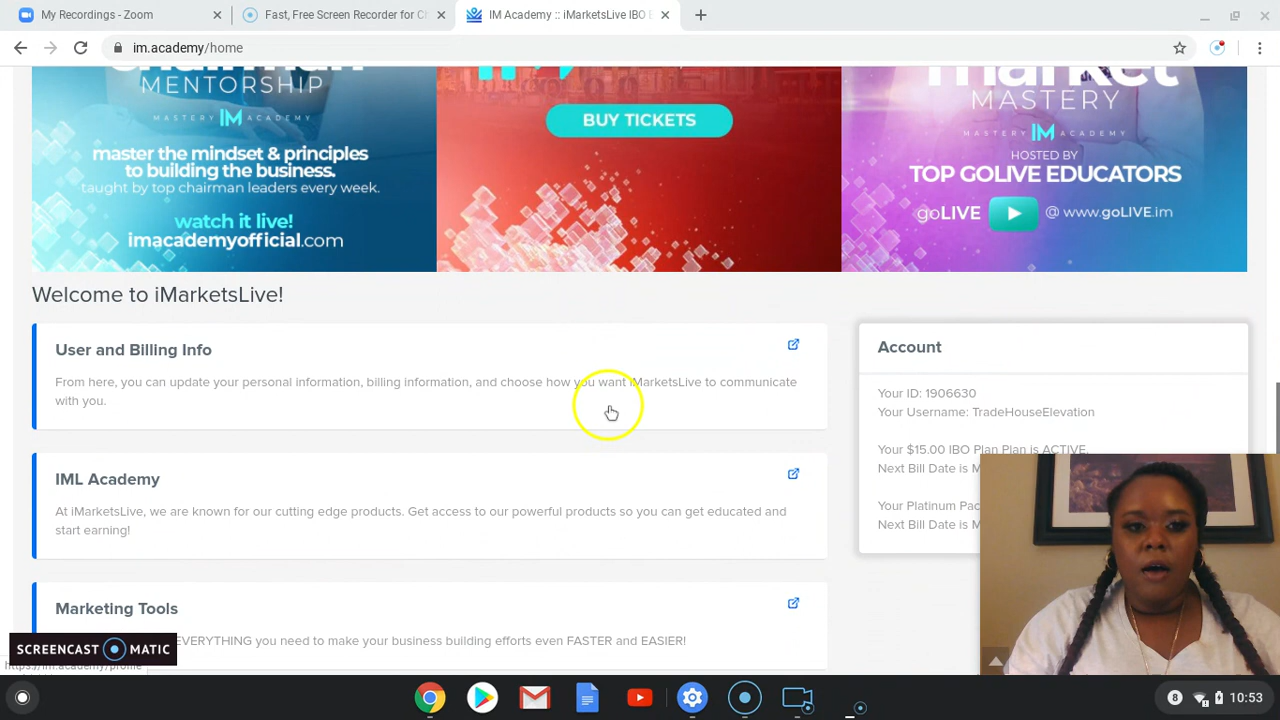 My Recordings - Zoom
Fast, Free Screen Recorder for Ch
IM Academy :: iMarketsLive IBO
im.academy/home
chairman
MENTORSHIP
MASTERY IM ACADEMY
master the mindset & principles
to building the business.
taught by top chairman leaders every week.
watch it live!
imacademyofficial.com
BUY TICKETS
market
MASTERY
MASTERY IM ACADEMY
HOSTED BY
TOP GOLIVE EDUCATORS
goLIVE @ www.goLIVE.im
Welcome to iMarketsLive!
User and Billing Info
From here, you can update your personal information, billing information, and choose how you want iMarketsLive to communicate
with you.
IML Academy
At iMarketsLive, we are known for our cutting edge products. Get access to our powerful products so you can get educated and
start earning!
Marketing Tools
EVERYTHING you need to make your business building efforts even FASTER and EASIER!
Account
Your ID: 1906630
Your Username: TradeHouseElevation
Your $15.00 IBO Plan Plan is ACTIVE.
Next Bill Date is M
Your Platinum Pac
Next Bill Date is M
SCREENCAST MATIC
https://im.academy/profile
8
10:53